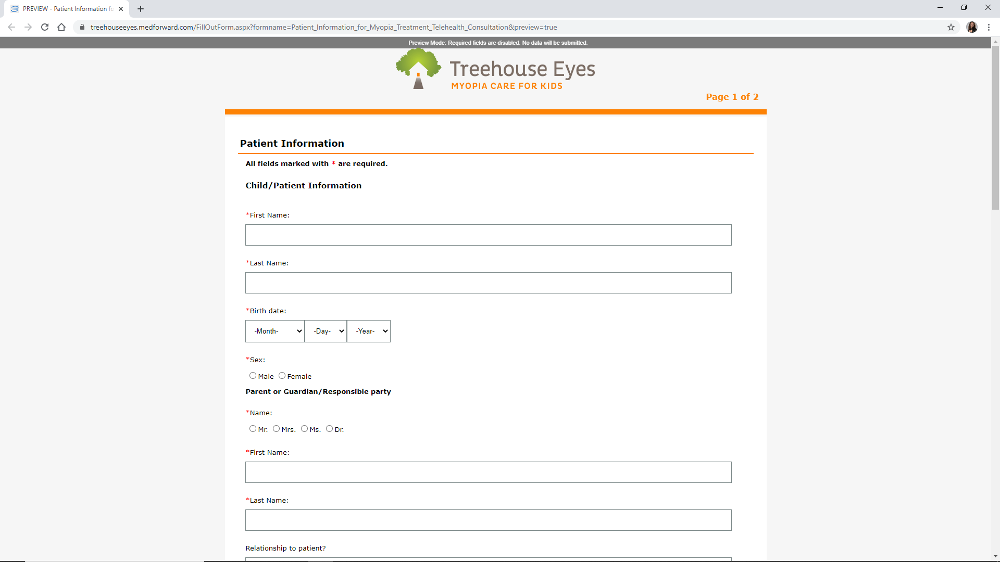 PREVIEW - Patient Information fo
treehouseeyes.medforward.com/FillOutForm.aspx?formname=Patient_Information_for_Myopia_Treatment_Telehealth_Consultation&preview=true
Preview Mode: Required fields are disabled. No data will be submitted.
Treehouse Eyes
MYOPIA CARE FOR KIDS
Page 1 of 2
Patient Information
All fields marked with * are required.
Child/Patient Information
*First Name:
*Last Name:
*Birth date:
-Month- -Day- -Year-
*Sex:
Male Female
Parent or Guardian/Responsible party
*Name:
Mr. Mrs. Ms. Dr.
*First Name:
*Last Name:
Relationship to patient?